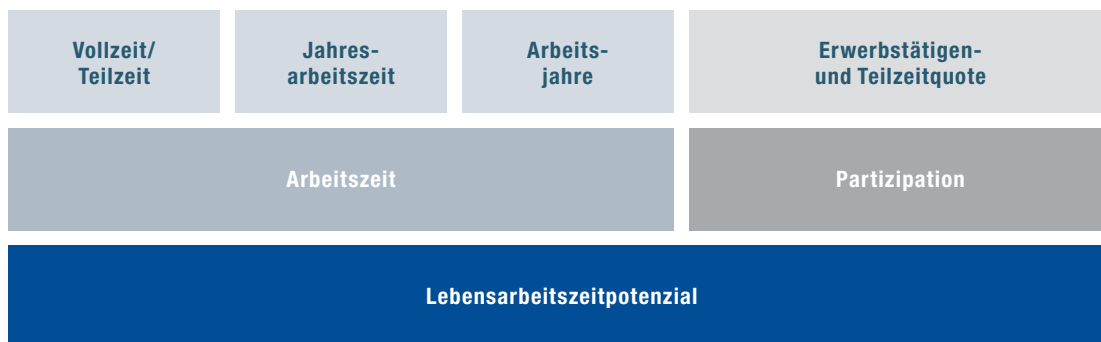 Vollzeit/
Teilzeit
Jahres-
arbeitszeit
Arbeits-
jahre
Erwerbstätigen-
und Teilzeitquote
Arbeitszeit
Partizipation
Lebensarbeitszeitpotenzial